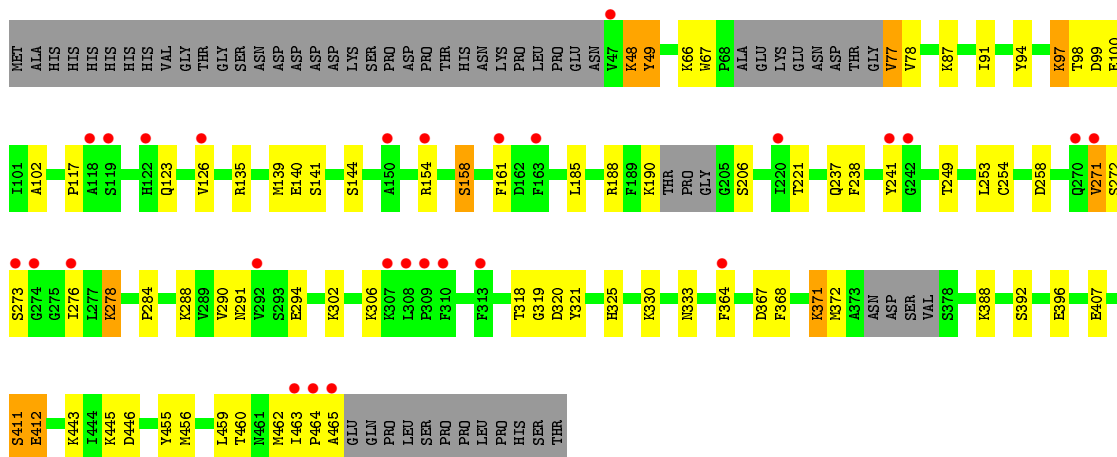 MET ALA HIS HIS HIS HIS HIS HIS VAL GLY THR GLY SER ASN ASP ASP ASP ASP LYS SER PRO ASP PRO THR HIS ASN LYS PRO LEU PRO GLU ASN V47 K48 Y49 K66 W67 P68 ALA GLU LYS GLU ASN ASP THR GLY V77 V78 K87 I91 Y94 K97 T98 D99 E100
I101 A102 P117 A118 S119 H122 Q123 V126 R135 M139 E140 S141 S144 A150 R154 S158 F161 D162 F163 L185 R188 F189 K190 THR PRO GLY G205 S206 I220 T221 Q237 F238 Y241 G242 T249 L253 C254 D258 Q270 V271 S272
S273 G274 G275 I276 L277 K278 P284 K288 V289 V290 N291 V292 S293 E294 K302 K306 K307 L308 P309 F310 F313 T318 G319 D320 Y321 H325 K330 N333 F364 D367 F368 K371 M372 A373 ASN ASP SER VAL S378 K388 S392 E396 E407
S411 E412 K443 I444 K445 D446 Y455 M456 L459 T460 N461 M462 I463 P464 A465 GLU GLN PRO LEU SER PRO PRO LEU PRO HIS SER THR